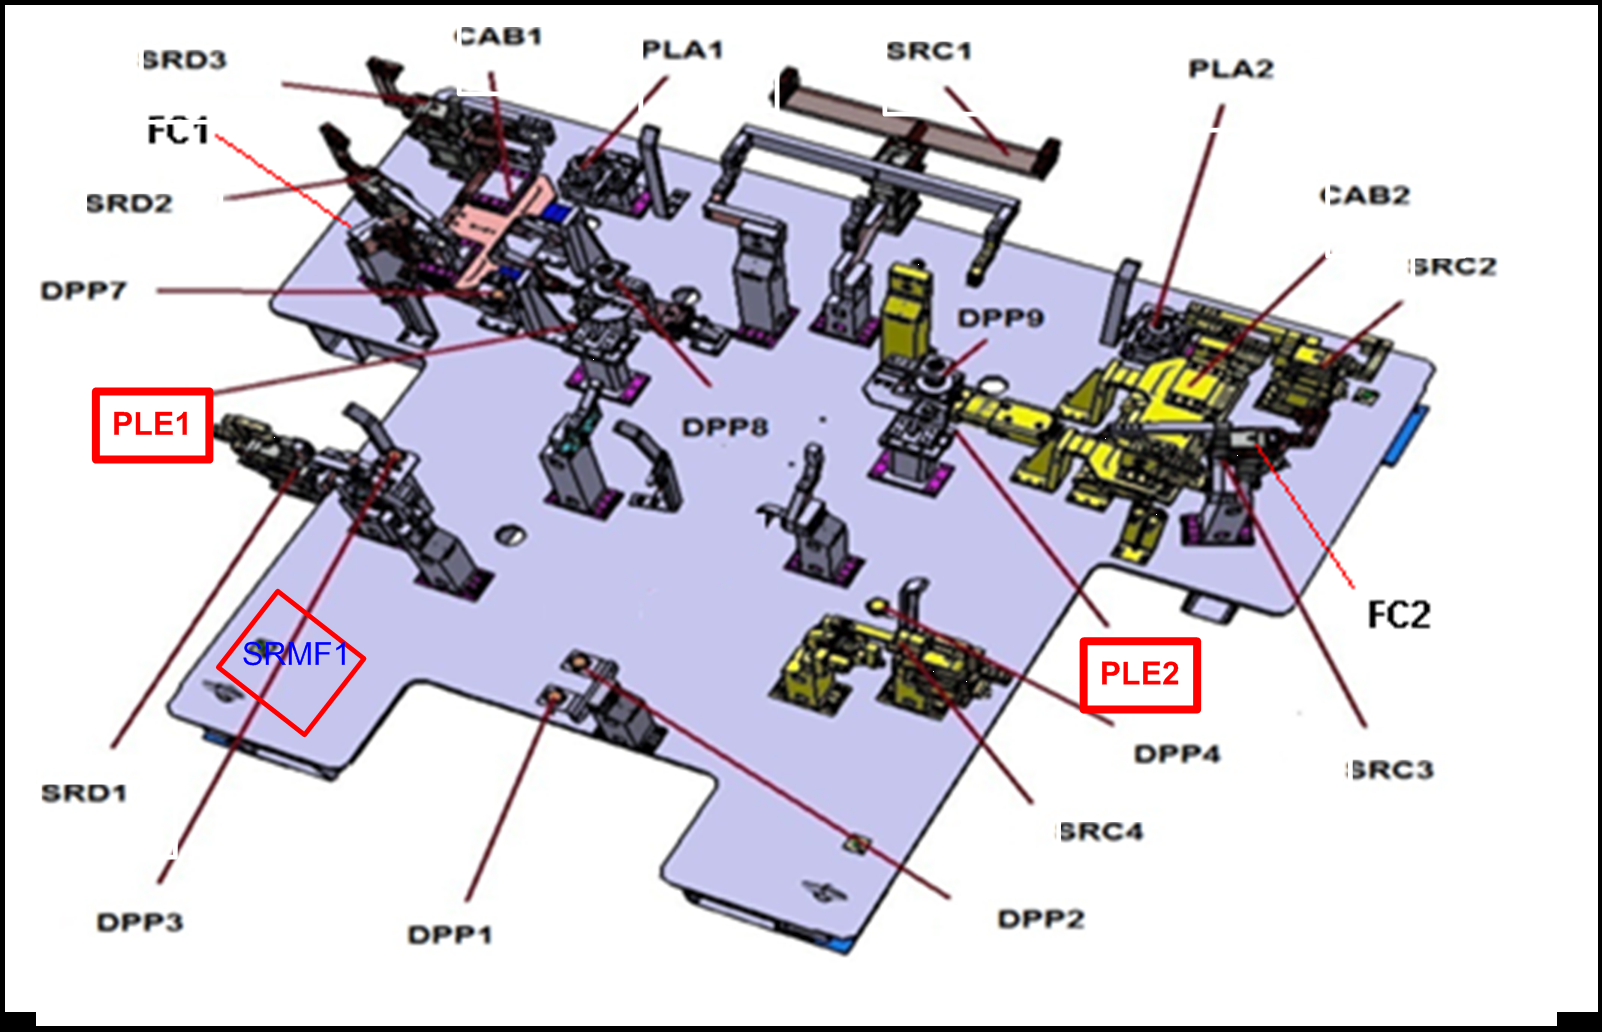 CAB1
SRD3
PLA1
SRC1
PLA2
FC1
SRD2
CAB2
SRC2
DPP7
DPP9
PLE1
DPP8
FC2
SRMF1
PLE2
DPP4
SRC3
SRD1
SRC4
DPP3
DPP1
DPP2